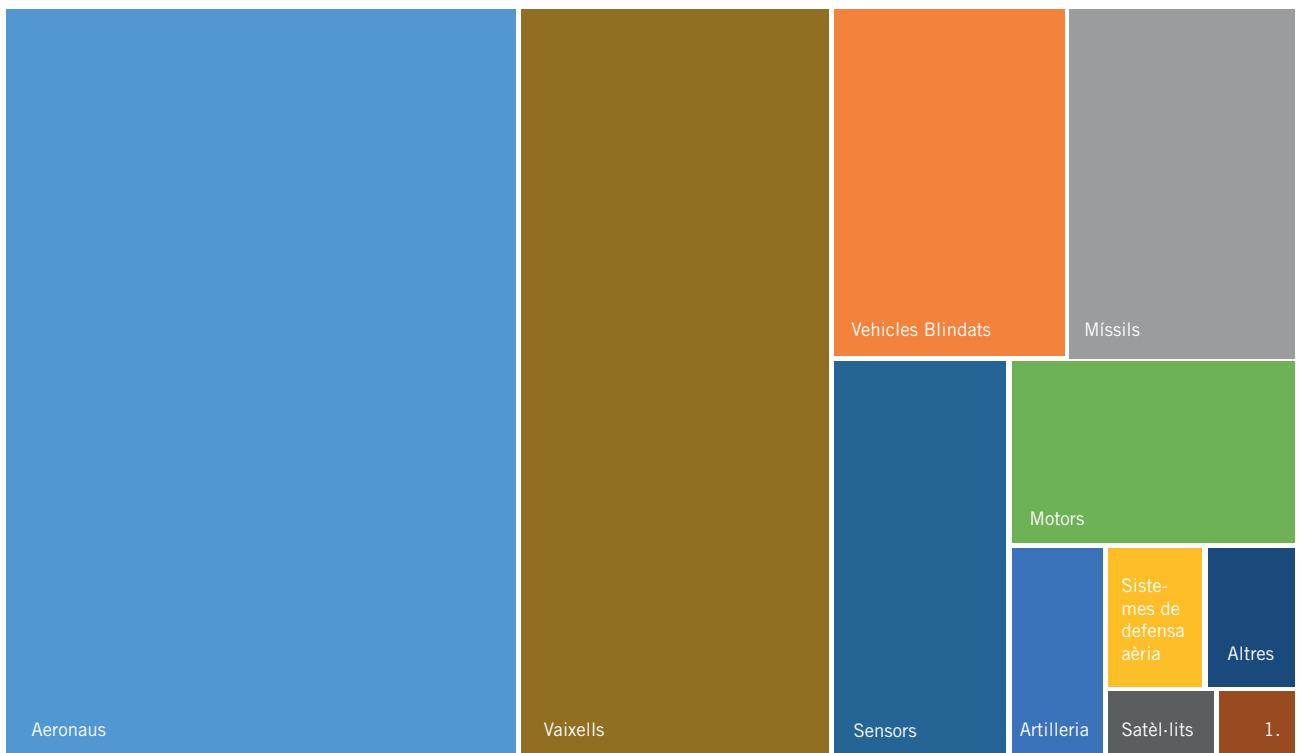 Vehicles Blindats
Míssils
Motors
Siste-
mes de
defensa
aèria
Altres
Aeronaus
Vaixells
Sensors
Artilleria
Satèl·lits
1.